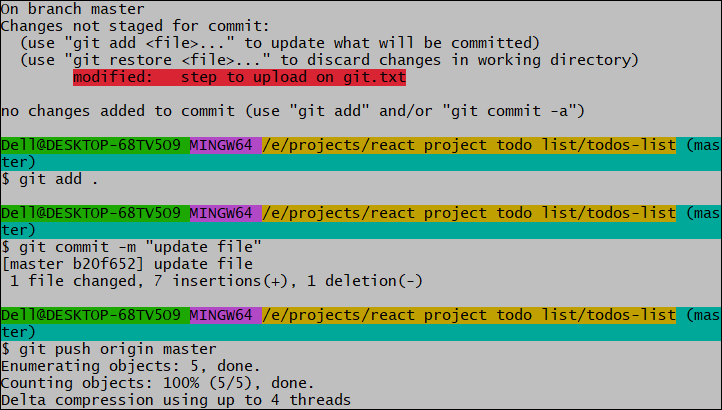 On branch master
Changes not staged for commit:
  (use "git add <file>..." to update what will be committed)
  (use "git restore <file>..." to discard changes in working directory)
        modified:   step to upload on git.txt

no changes added to commit (use "git add" and/or "git commit -a")

Dell@DESKTOP-68TV5O9 MINGW64 /e/projects/react project todo list/todos-list (mas
ter)
$ git add .

Dell@DESKTOP-68TV5O9 MINGW64 /e/projects/react project todo list/todos-list (mas
ter)
$ git commit -m "update file"
[master b20f652] update file
 1 file changed, 7 insertions(+), 1 deletion(-)

Dell@DESKTOP-68TV5O9 MINGW64 /e/projects/react project todo list/todos-list (mas
ter)
$ git push origin master
Enumerating objects: 5, done.
Counting objects: 100% (5/5), done.
Delta compression using up to 4 threads